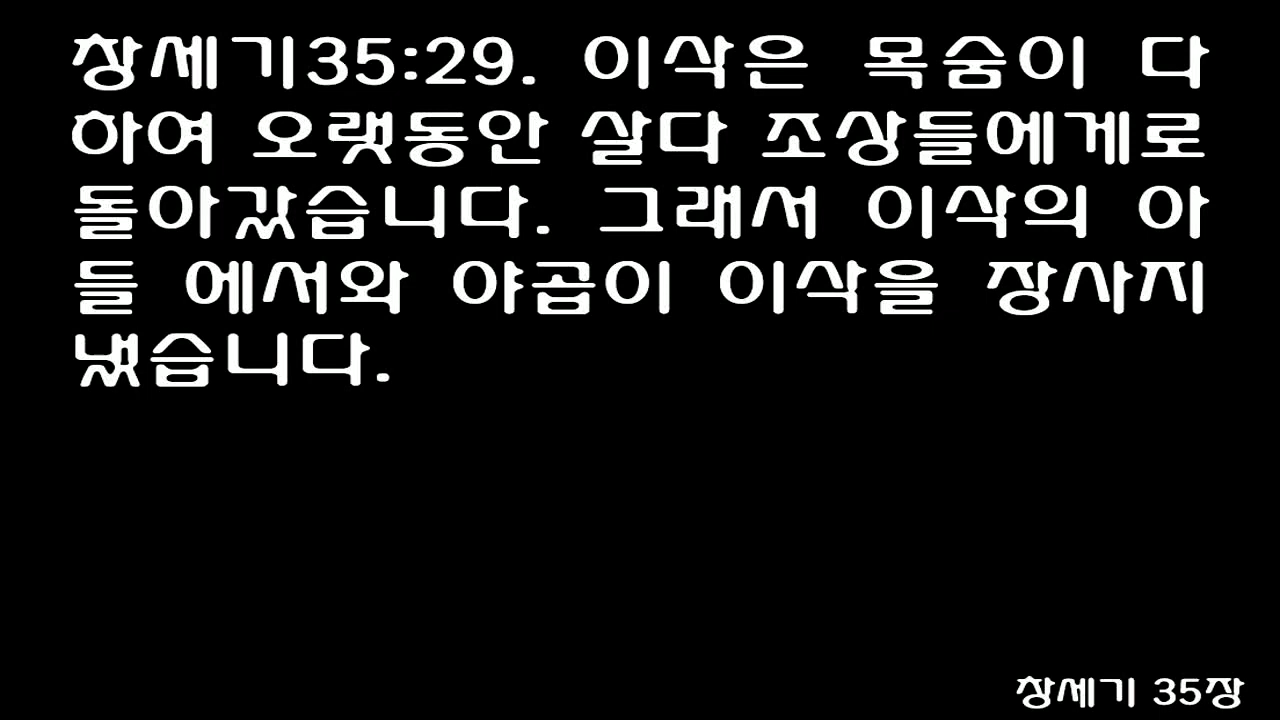 창세기35:29. 이삭은 목숨이 다
하여 오랫동안 살다 조상들에게로
돌아갔습니다. 그래서 이삭의 아
들 에서와 야곱이 이삭을 장사지
냈습니다.
창세기 35장